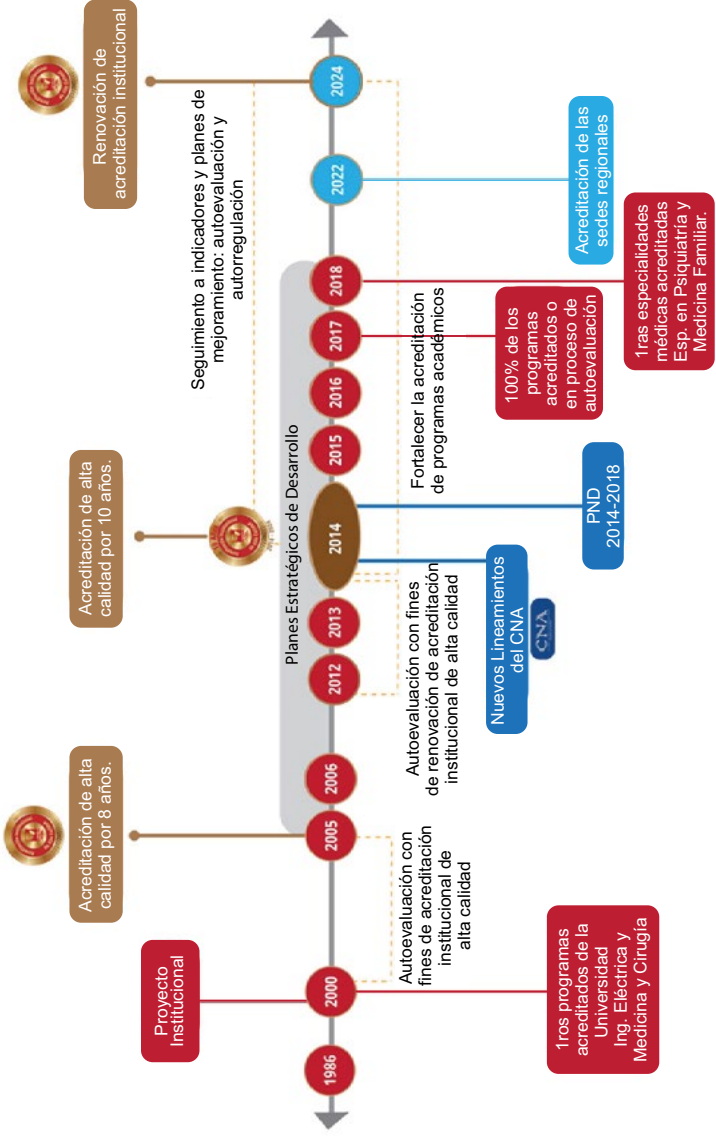 Proyecto
Institucional
Acreditación de alta
calidad por 8 años.
Acreditación de alta
calidad por 10 años.
Renovación de
acreditación institucional
Seguimiento a indicadores y planes de
mejoramiento: autoevaluación y
autorregulación
Planes Estratégicos de Desarrollo
1986
2000
2005
2006
2012
2013
2014
2015
2016
2017
2018
2022
2024
Autoevaluación con
fines de acreditación
institucional de
alta calidad
Autoevaluación con fines
de renovación de acreditación
institucional de alta calidad
Fortalecer la acreditación
de programas académicos
1ros programas
acreditados de la
Universidad
Ing. Eléctrica y
Medicina y Cirugía
Nuevos Lineamientos
del CNA
CNA
PND
2014-2018
100% de los
programas
acreditados o
en proceso de
autoevaluación
1ras especialidades
médicas acreditadas
Esp. en Psiquiatría y
Medicina Familiar.
Acreditación de las
sedes regionales